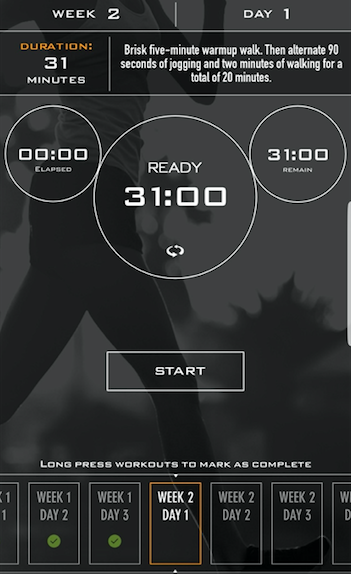 WEEK 2
DAY 1
DURATION:
31
MINUTES
Brisk five-minute warmup walk. Then alternate 90
seconds of jogging and two minutes of walking for a
total of 20 minutes.
00:00
ELAPSED
READY
31:00
31:00
REMAIN
START
LONG PRESS WORKOUTS TO MARK AS COMPLETE
K 1
1
WEEK 1
DAY 2
WEEK 1
DAY 3
WEEK 2
DAY 1
WEEK 2
DAY 2
WEEK 2
DAY 3